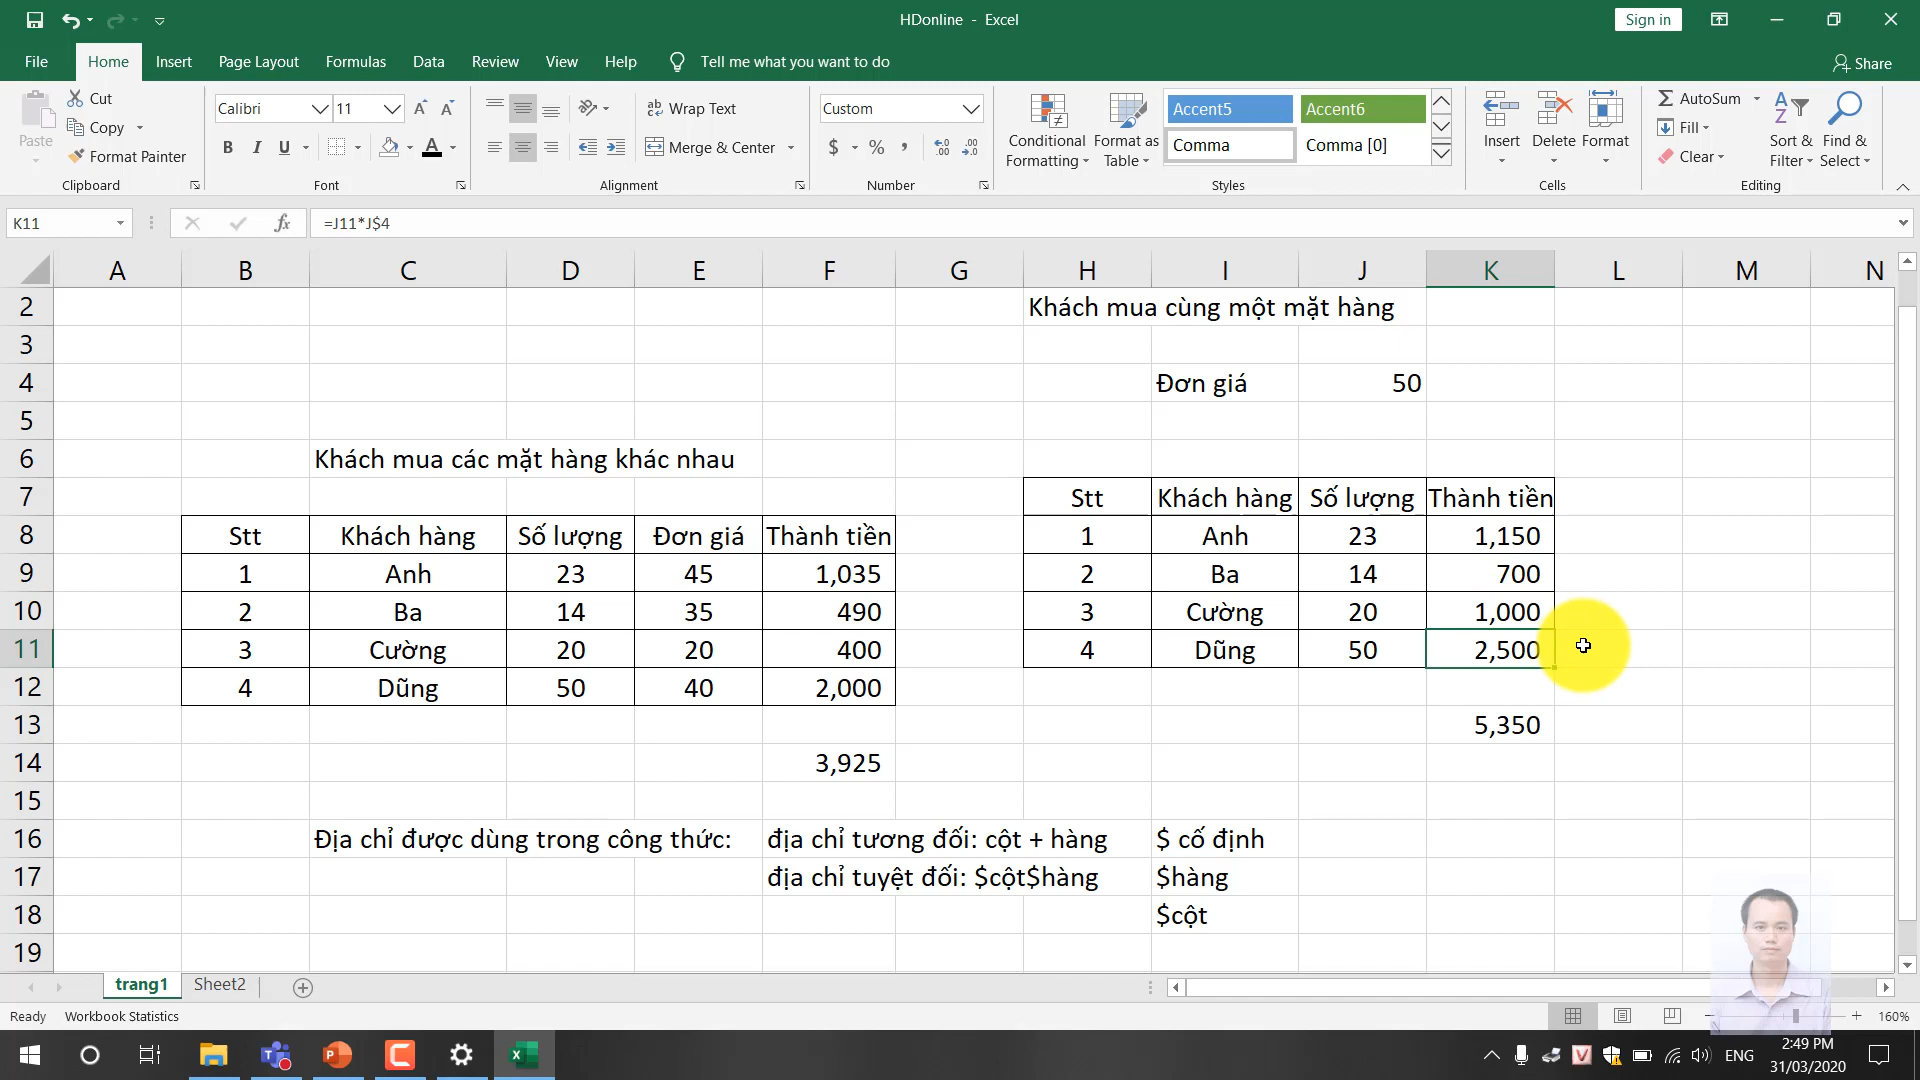 HDonline - Excel
Sign in
File Home Insert Page Layout Formulas Data Review View Help Tell me what you want to do Share
Paste
Cut
Copy
Format Painter
Clipboard
Calibri 11
B I U
Font
Wrap Text
Merge & Center
Alignment
Custom
$ % ,
Number
Conditional Formatting
Format as Table
Accent5 Accent6
Comma Comma [0]
Styles
Insert Delete Format
Cells
AutoSum
Fill
Clear
Sort & Filter
Find & Select
Editing
K11 fx =J11*J$4
A B C D E F G H I J K L M N
2 Khách mua cùng một mặt hàng
3
4 Đơn giá 50
5
6 Khách mua các mặt hàng khác nhau
7 Stt Khách hàng Số lượng Thành tiền
8 Stt Khách hàng Số lượng Đơn giá Thành tiền 1 Anh 23 1,150
9 1 Anh 23 45 1,035 2 Ba 14 700
10 2 Ba 14 35 490 3 Cường 20 1,000
11 3 Cường 20 20 400 4 Dũng 50 2,500
12 4 Dũng 50 40 2,000
13 5,350
14 3,925
15
16 Địa chỉ được dùng trong công thức: địa chỉ tương đối: cột + hàng $ cố định
17 địa chỉ tuyệt đối: $cột$hàng $hàng
18 $cột
19
trang1 Sheet2
Ready Workbook Statistics 160%
ENG
2:49 PM
31/03/2020